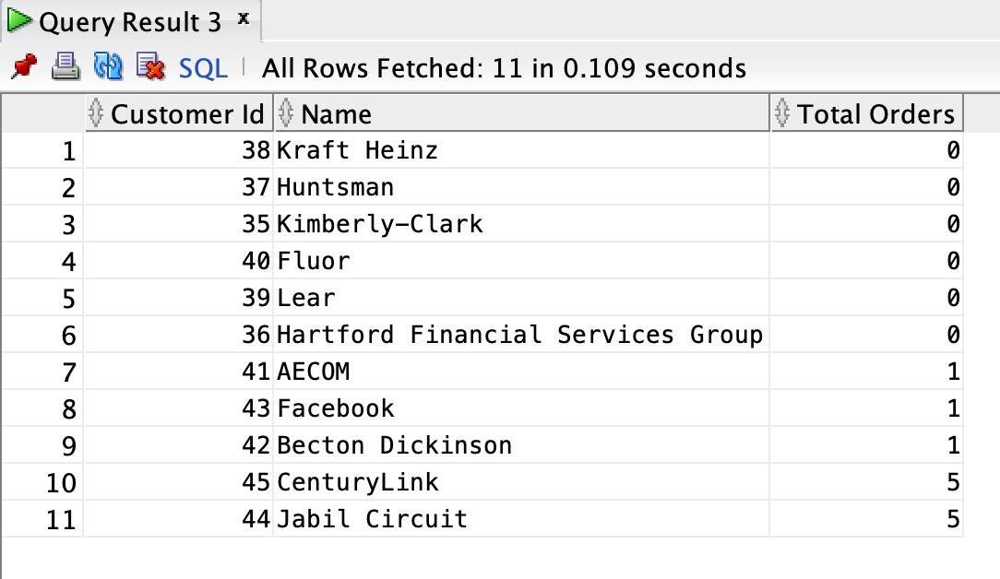 Query Result 3 x
SQL | All Rows Fetched: 11 in 0.109 seconds
Customer Id Name Total Orders
1 38 Kraft Heinz 0
2 37 Huntsman 0
3 35 Kimberly-Clark 0
4 40 Fluor 0
5 39 Lear 0
6 36 Hartford Financial Services Group 0
7 41 AECOM 1
8 43 Facebook 1
9 42 Becton Dickinson 1
10 45 CenturyLink 5
11 44 Jabil Circuit 5